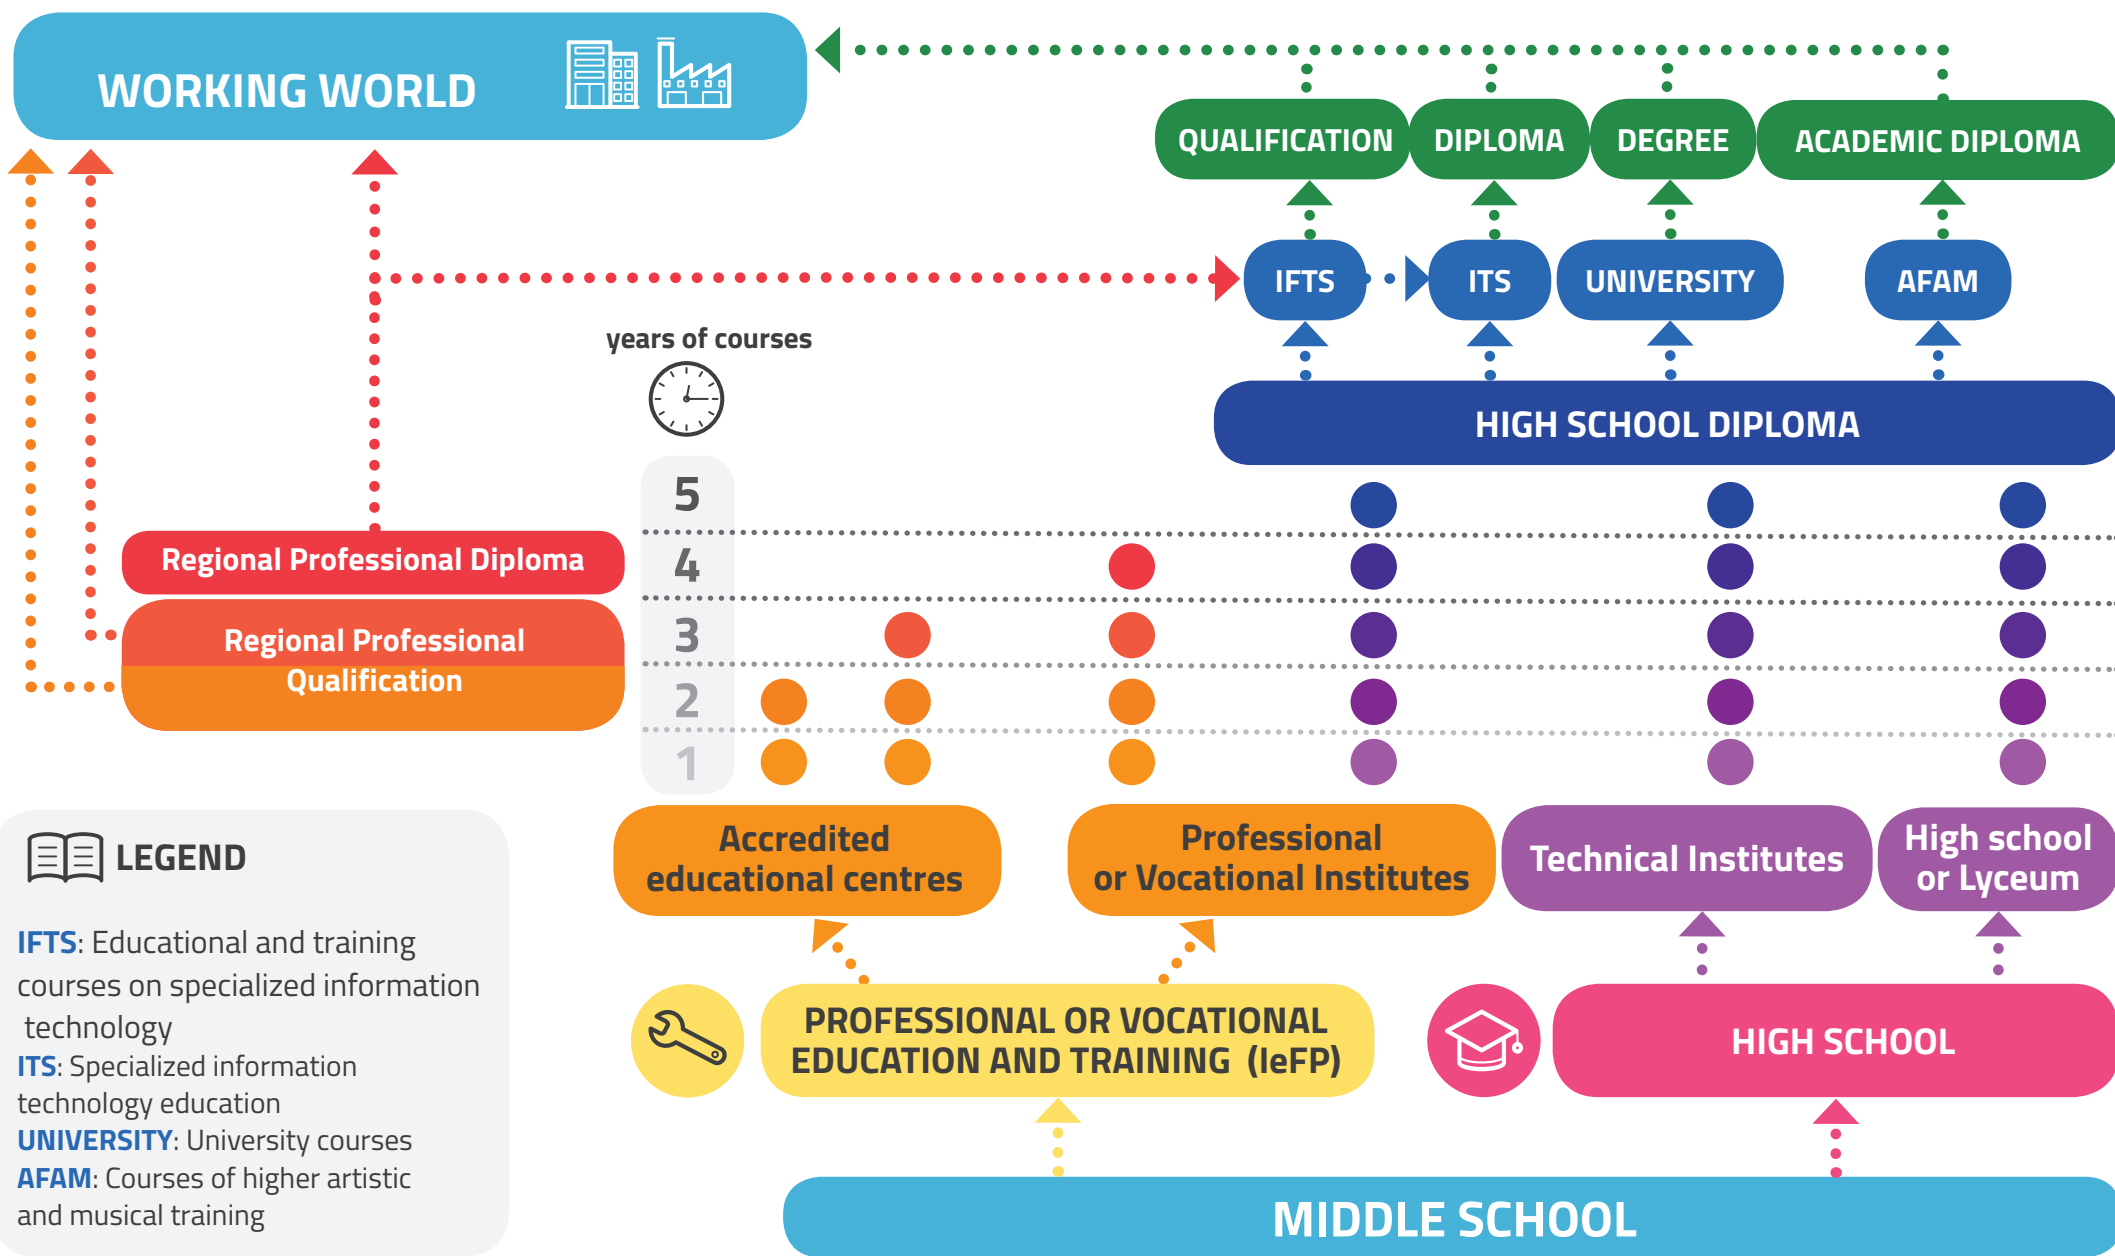 WORKING WORLD
QUALIFICATION
DIPLOMA
DEGREE
ACADEMIC DIPLOMA
IFTS
ITS
UNIVERSITY
AFAM
years of courses
HIGH SCHOOL DIPLOMA
5
Regional Professional Diploma
4
Regional Professional
Qualification
3
2
1
Accredited
educational centres
Professional
or Vocational Institutes
Technical Institutes
High school
or Lyceum
LEGEND
IFTS: Educational and training
courses on specialized information
technology
ITS: Specialized information
technology education
UNIVERSITY: University courses
AFAM: Courses of higher artistic
and musical training
PROFESSIONAL OR VOCATIONAL
EDUCATION AND TRAINING (IeFP)
HIGH SCHOOL
MIDDLE SCHOOL